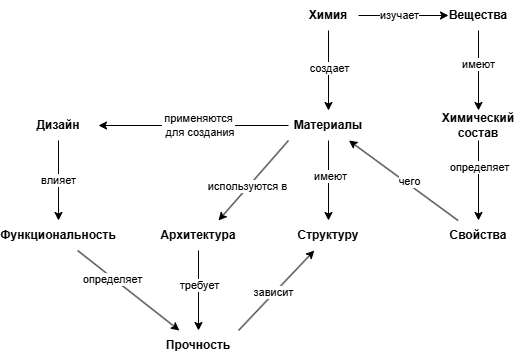 Химия
изучает
Вещества
создает
имеют
Дизайн
применяются
для создания
Материалы
Химический
состав
влияет
используются в
имеют
чего
определяет
Функциональность
Архитектура
Структуру
Свойства
определяет
требует
зависит
Прочность